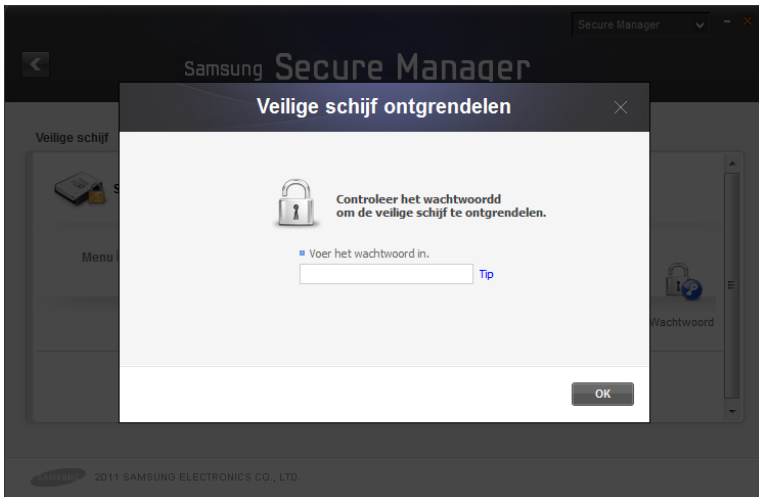 Secure Manager
Samsung Secure Manager
Veilige schijf ontgrendelen
Veilige schijf
S
Controleer het wachtwoordd
om de veilige schijf te ontgrendelen.
Menu
Voer het wachtwoord in.
Tip
Wachtwoord
OK
SAMSUNG 2011 SAMSUNG ELECTRONICS CO., LTD.